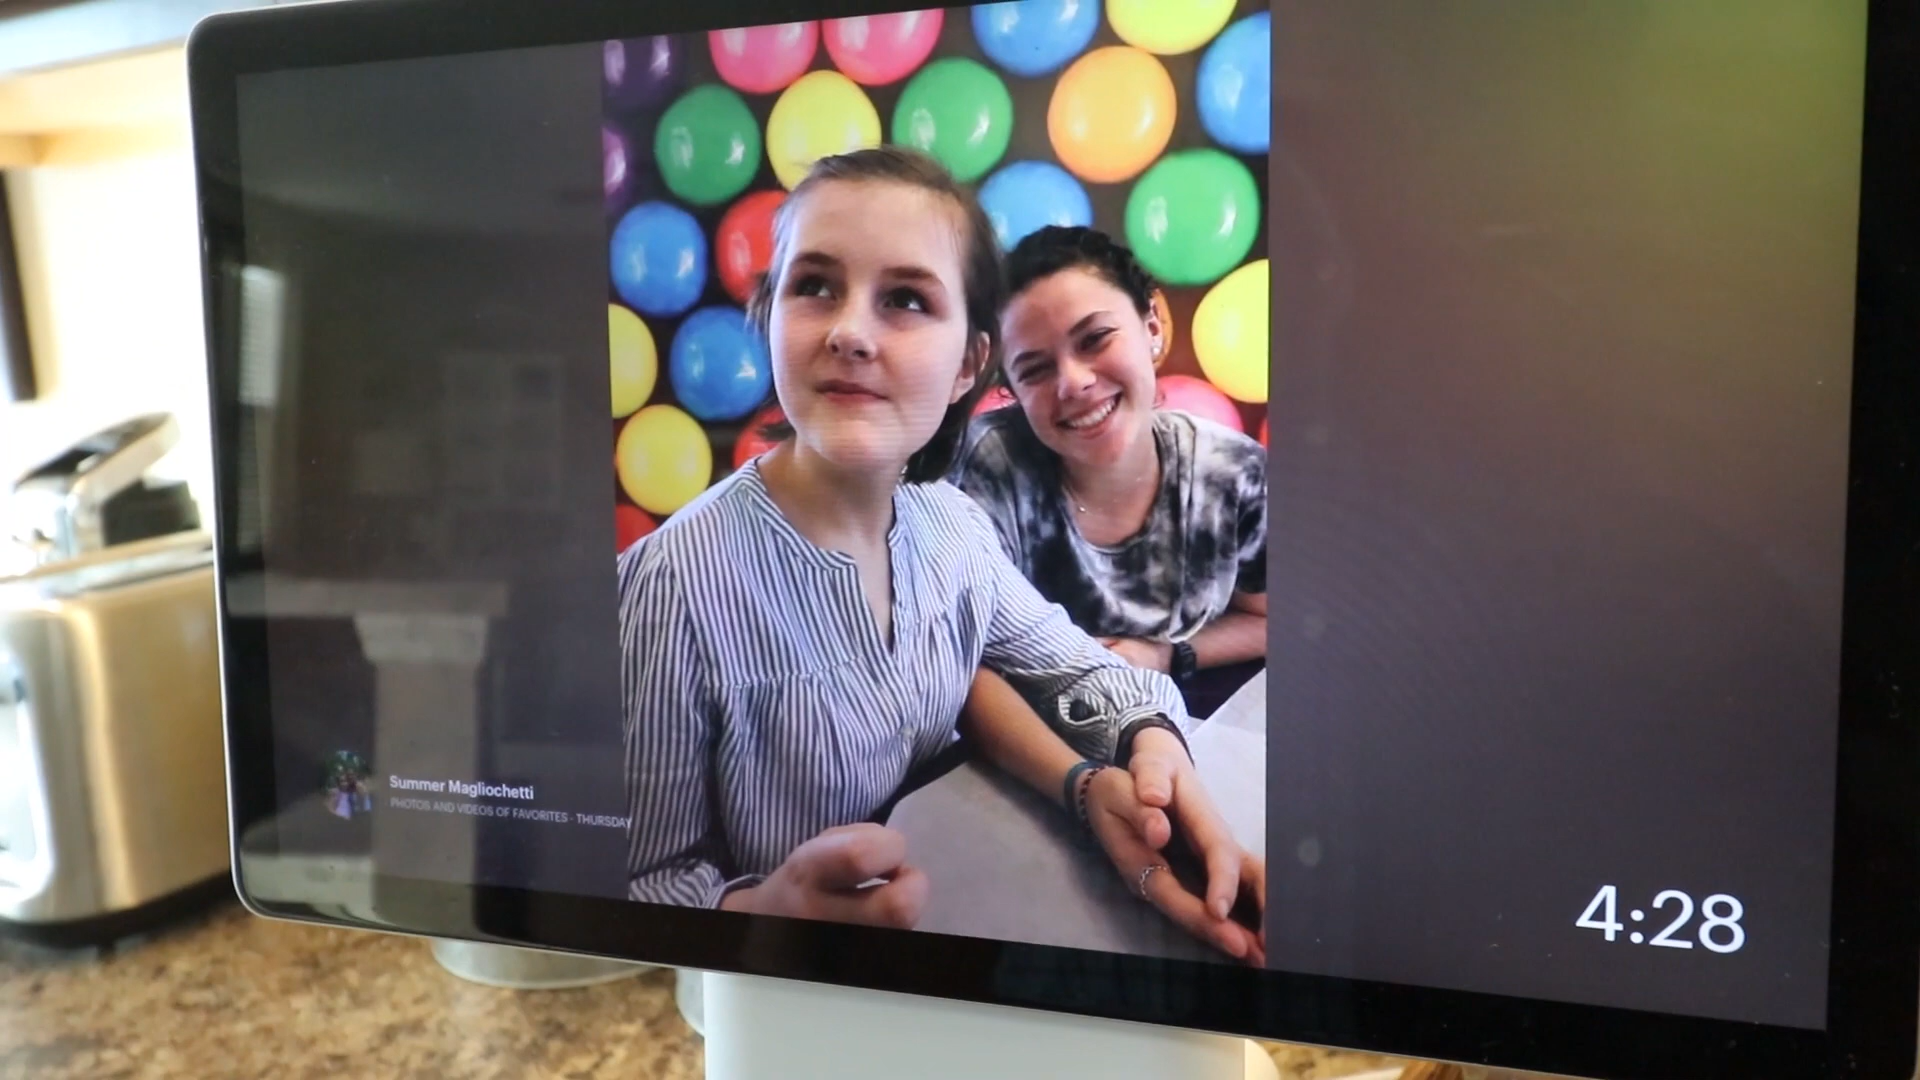 Summer Magliochetti
PHOTOS AND VIDEOS OF FAVORITES · THURSDAY
4:28